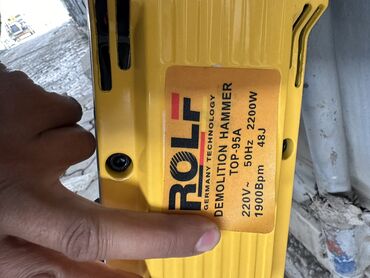 ROLF
GERMANY TECHNOLOGY
DEMOLITION HAMMER
TOP-95A
220V~ 50Hz 2200W
1900Bpm 48J